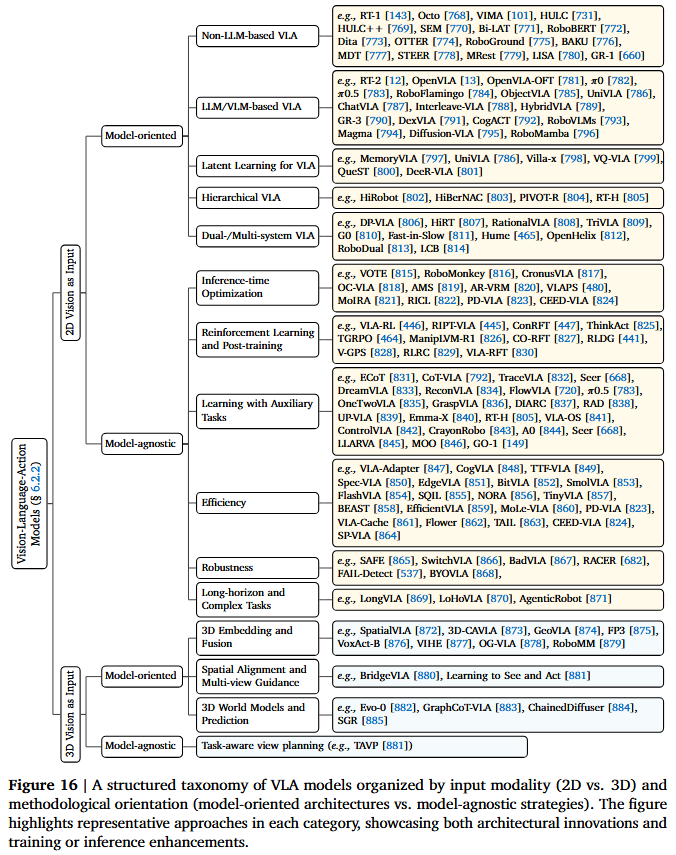 Vision-Language-Action
Models (§ 6.2.2)
2D Vision as Input
Model-oriented
Non-LLM-based VLA
e.g., RT-1 [143], Octo [768], VIMA [101], HULC [731],
HULC++ [769], SEM [770], Bi-LAT [771], RoboBERT [772],
Dita [773], OTTER [774], RoboGround [775], BAKU [776],
MDT [777], STEER [778], MRest [779], LISA [780], GR-1 [660]
LLM/VLM-based VLA
e.g., RT-2 [12], OpenVLA [13], OpenVLA-OFT [781], π0 [782],
π0.5 [783], RoboFlamingo [784], ObjectVLA [785], UniVLA [786],
ChatVLA [787], Interleave-VLA [788], HybridVLA [789],
GR-3 [790], DexVLA [791], CogACT [792], RoboVLMs [793],
Magma [794], Diffusion-VLA [795], RoboMamba [796]
Latent Learning for VLA
e.g., MemoryVLA [797], UniVLA [786], Villa-x [798], VQ-VLA [799],
QueST [800], DeeR-VLA [801]
Hierarchical VLA
e.g., HiRobot [802], HiBerNAC [803], PIVOT-R [804], RT-H [805]
Dual-/Multi-system VLA
e.g., DP-VLA [806], HiRT [807], RationalVLA [808], TriVLA [809],
G0 [810], Fast-in-Slow [811], Hume [465], OpenHelix [812],
RoboDual [813], LCB [814]
Model-agnostic
Inference-time
Optimization
e.g., VOTE [815], RoboMonkey [816], CronusVLA [817],
OC-VLA [818], AMS [819], AR-VRM [820], VLAPS [480],
MoIRA [821], RICL [822], PD-VLA [823], CEED-VLA [824]
Reinforcement Learning
and Post-training
e.g., VLA-RL [446], RIPT-VLA [445], ConRFT [447], ThinkAct [825],
TGRPO [464], ManipLVM-R1 [826], CO-RFT [827], RLDG [441],
V-GPS [828], RLRC [829], VLA-RFT [830]
Learning with Auxiliary
Tasks
e.g., ECoT [831], CoT-VLA [792], TraceVLA [832], Seer [668],
DreamVLA [833], ReconVLA [834], FlowVLA [720], π0.5 [783],
OneTwoVLA [835], GraspVLA [836], DIARC [837], RAD [838],
UP-VLA [839], Emma-X [840], RT-H [805], VLA-OS [841],
ControlVLA [842], CrayonRobo [843], A0 [844], Seer [668],
LLARVA [845], MOO [846], GO-1 [149]
Efficiency
e.g., VLA-Adapter [847], CogVLA [848], TTF-VLA [849],
Spec-VLA [850], EdgeVLA [851], BitVLA [852], SmolVLA [853],
FlashVLA [854], SQIL [855], NORA [856], TinyVLA [857],
BEAST [858], EfficientVLA [859], MoLe-VLA [860], PD-VLA [823],
VLA-Cache [861], Flower [862], TAIL [863], CEED-VLA [824],
SP-VLA [864]
Robustness
e.g., SAFE [865], SwitchVLA [866], BadVLA [867], RACER [682],
FAIL-Detect [537], BYOVLA [868],
Long-horizon and
Complex Tasks
e.g., LongVLA [869], LoHoVLA [870], AgenticRobot [871]
3D Vision as Input
Model-oriented
3D Embedding and
Fusion
e.g., SpatialVLA [872], 3D-CAVLA [873], GeoVLA [874], FP3 [875],
VoxAct-B [876], VIHE [877], OG-VLA [878], RoboMM [879]
Spatial Alignment and
Multi-view Guidance
e.g., BridgeVLA [880], Learning to See and Act [881]
3D World Models and
Prediction
e.g., Evo-0 [882], GraphCoT-VLA [883], ChainedDiffuser [884],
SGR [885]
Model-agnostic
Task-aware view planning (e.g., TAVP [881])
Figure 16 | A structured taxonomy of VLA models organized by input modality (2D vs. 3D) and
methodological orientation (model-oriented architectures vs. model-agnostic strategies). The figure
highlights representative approaches in each category, showcasing both architectural innovations and
training or inference enhancements.